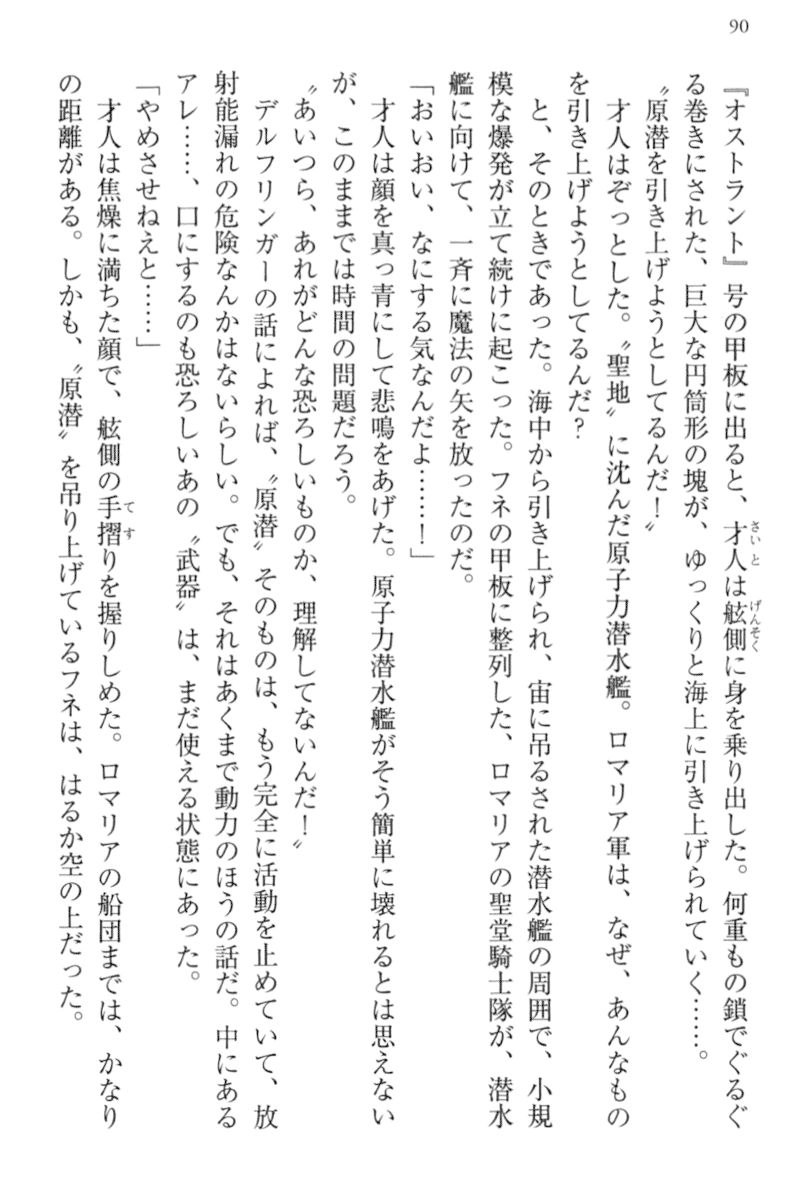 90
『オストラント』号の甲板に出ると、才人は舷側に身を乗り出した。何重もの鎖でぐるぐ
る巻きにされた、巨大な円筒形の塊が、ゆっくりと海上に引き上げられていく……。
〝原潜を引き上げようとしてるんだ！〟
才人はぞっとした。〝聖地〟に沈んだ原子力潜水艦。ロマリア軍は、なぜ、あんなもの
を引き上げようとしてるんだ？
と、そのときであった。海中から引き上げられ、宙に吊るされた潜水艦の周囲で、小規
模な爆発が立て続けに起こった。フネの甲板に整列した、ロマリアの聖堂騎士隊が、潜水
艦に向けて、一斉に魔法の矢を放ったのだ。
「おいおい、なにする気なんだよ……！」
才人は顔を真っ青にして悲鳴をあげた。原子力潜水艦がそう簡単に壊れるとは思えない
が、このままでは時間の問題だろう。
〝あいつら、あれがどんな恐ろしいものか、理解してないんだ！〟
デルフリンガーの話によれば、〝原潜〟そのものは、もう完全に活動を止めていて、放
射能漏れの危険なんかはないらしい。でも、それはあくまで動力のほうの話だ。中にある
アレ……、口にするのも恐ろしいあの〝武器〟は、まだ使える状態にあった。
「やめさせねえと……」
才人は焦燥に満ちた顔で、舷側の手摺りを握りしめた。ロマリアの船団までは、かなり
の距離がある。しかも、〝原潜〟を吊り上げているフネは、はるか空の上だった。
さいと
げんそく
てす